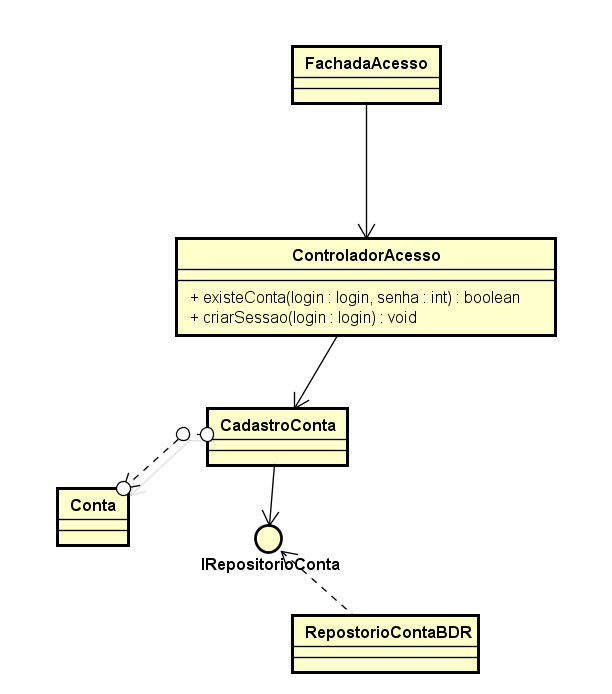 FachadaAcesso
ControladorAcesso
+ existeConta(login : login, senha : int) : boolean
+ criarSessao(login : login) : void
CadastroConta
Conta
IRepositorioConta
RepostorioContaBDR